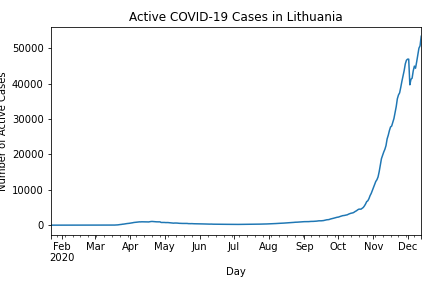 Active COVID-19 Cases in Lithuania
Number of Active Cases
50000
40000
30000
20000
10000
0
Feb Mar Apr May Jun Jul Aug Sep Oct Nov Dec
2020
Day